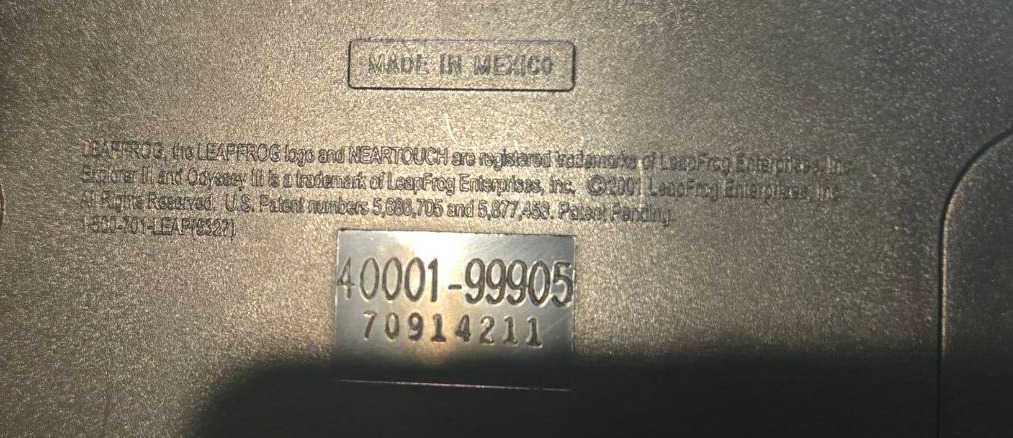 MADE IN MEXICO
LEAPFROG, the LEAPFROG logo and NEARTOUCH are registered trademarks of LeapFrog Enterprises, Inc.
Explorer II and Odyssey III is a trademark of LeapFrog Enterprises, Inc. ©2001 LeapFrog Enterprises, Inc.
All Rights Reserved. U.S. Patent numbers 5,686,705 and 5,877,458. Patent Pending.
1-800-701-LEAP(5327)
40001-99905
70914211